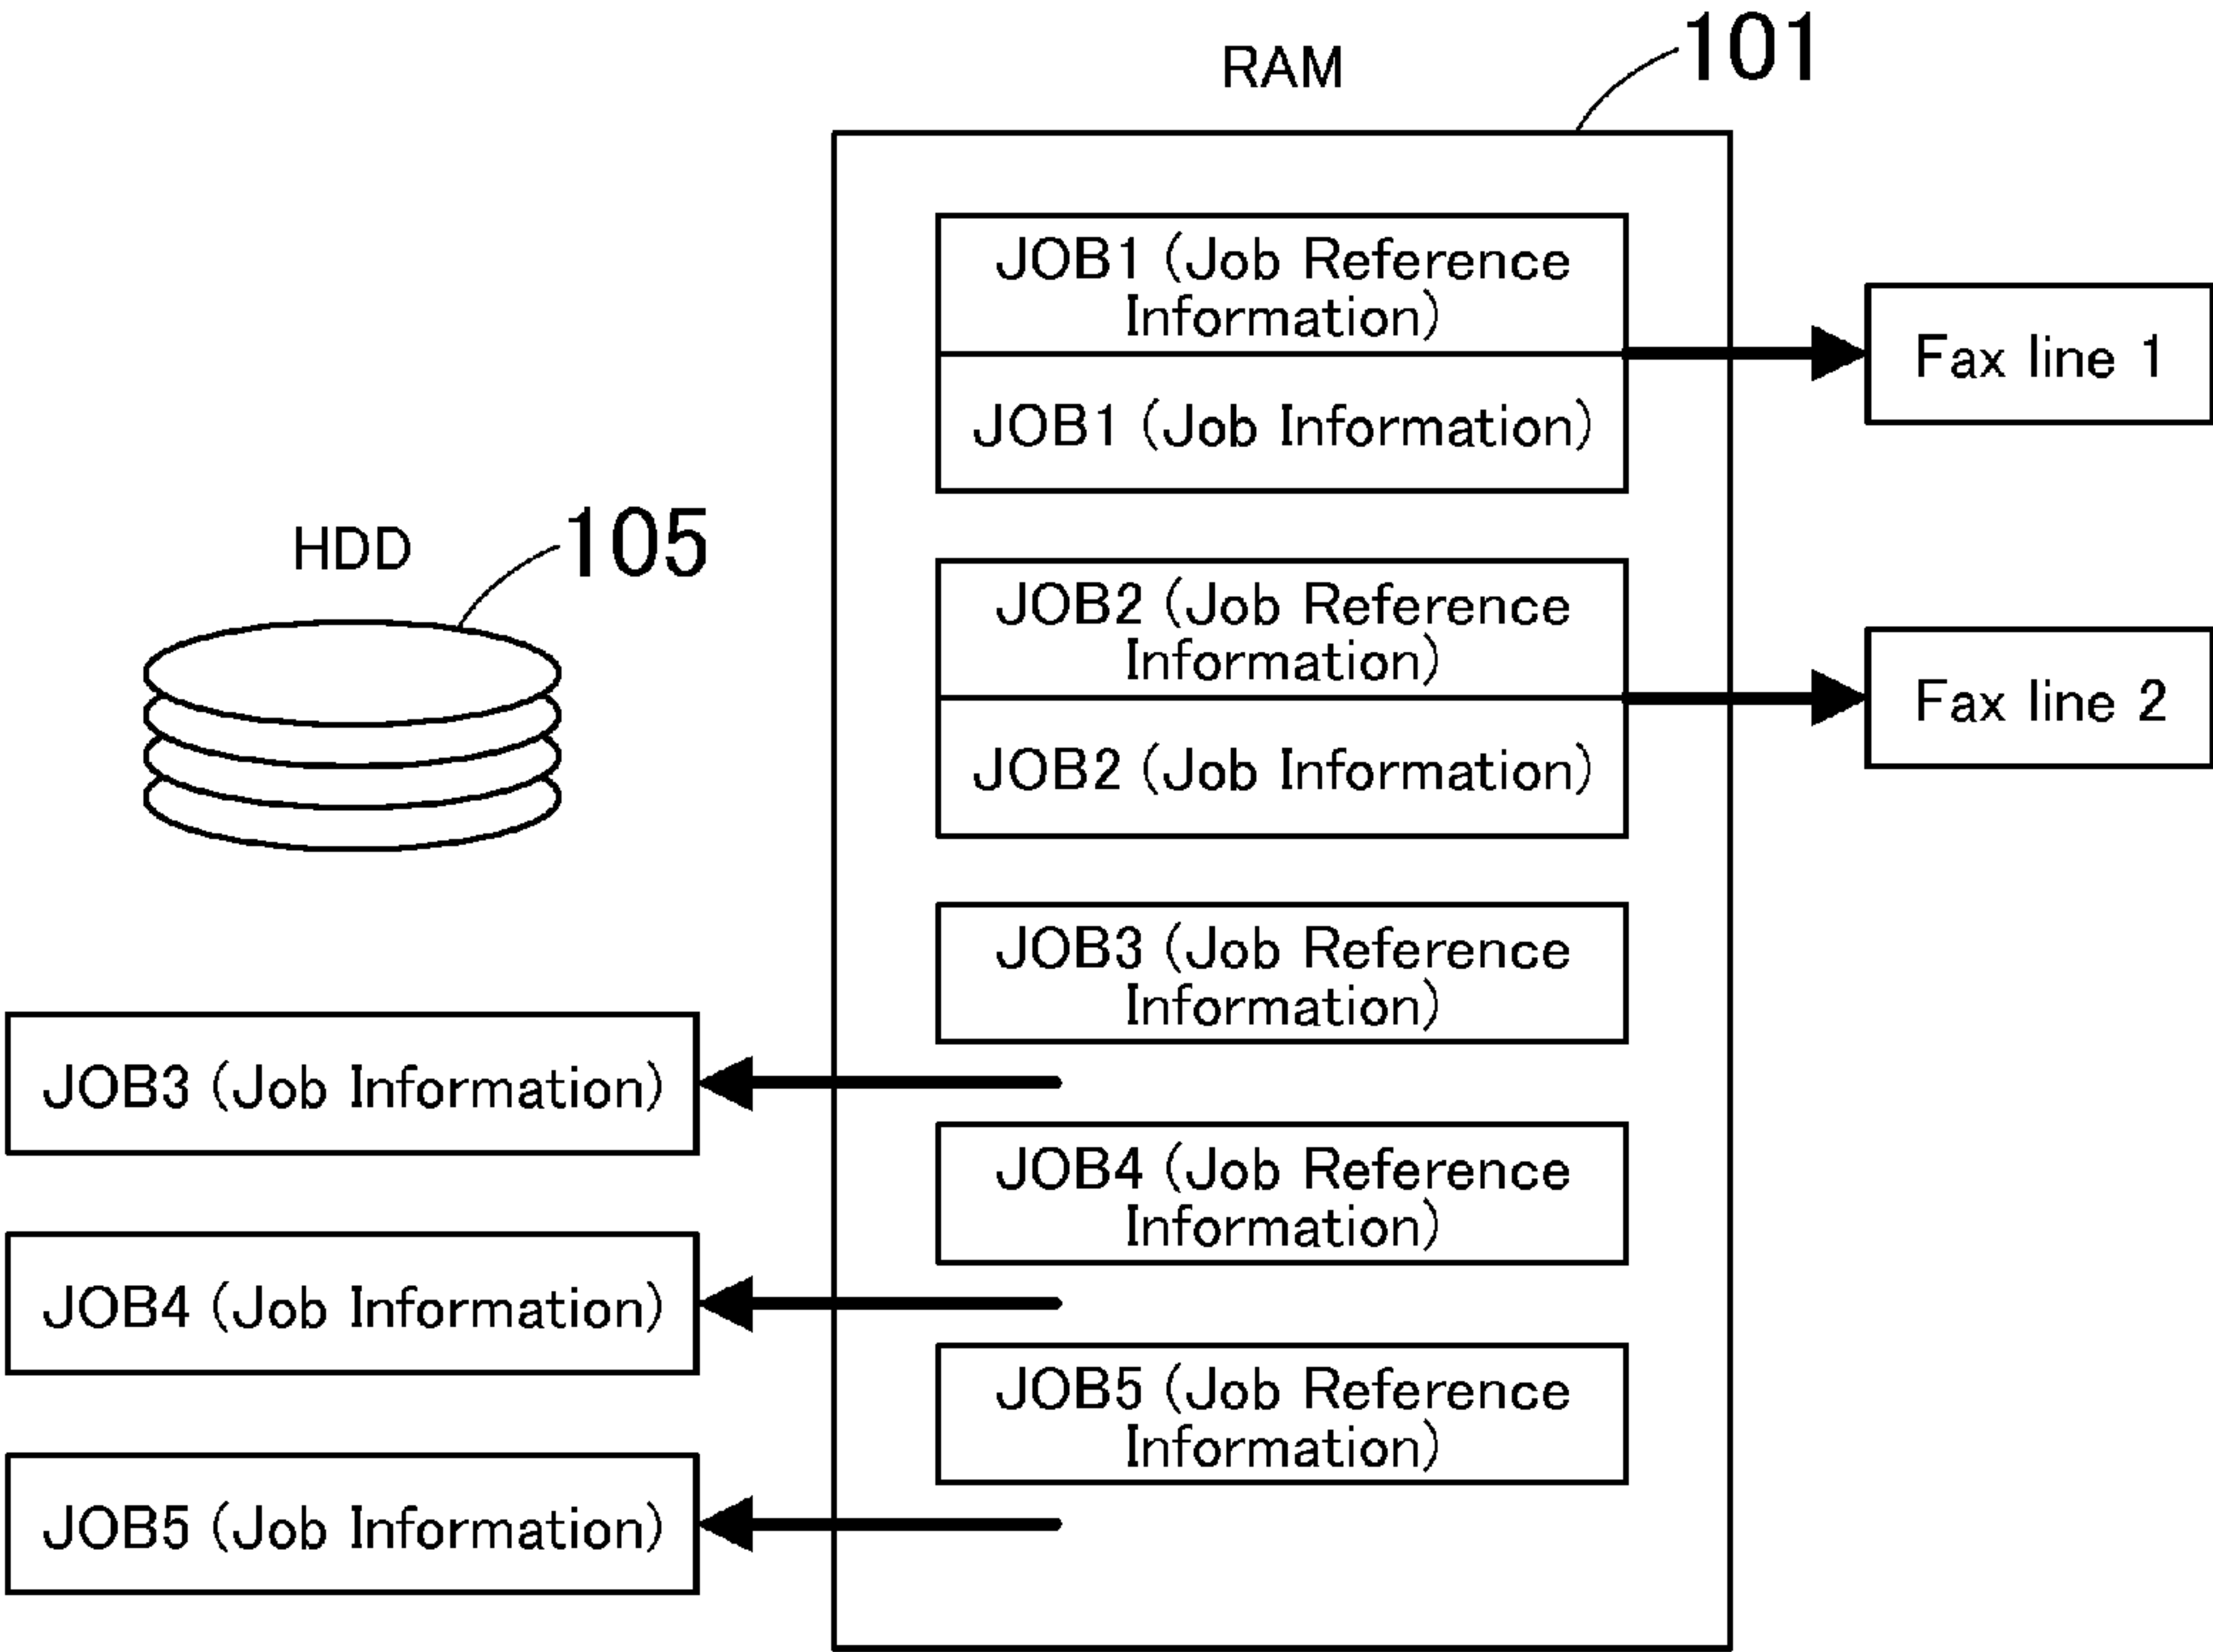 RAM
101
JOB1 (Job Reference
Information)
JOB1 (Job Information)
Fax line 1
HDD
105
JOB2 (Job Reference
Information)
JOB2 (Job Information)
Fax line 2
JOB3 (Job Reference
Information)
JOB3 (Job Information)
JOB4 (Job Reference
Information)
JOB4 (Job Information)
JOB5 (Job Reference
Information)
JOB5 (Job Information)